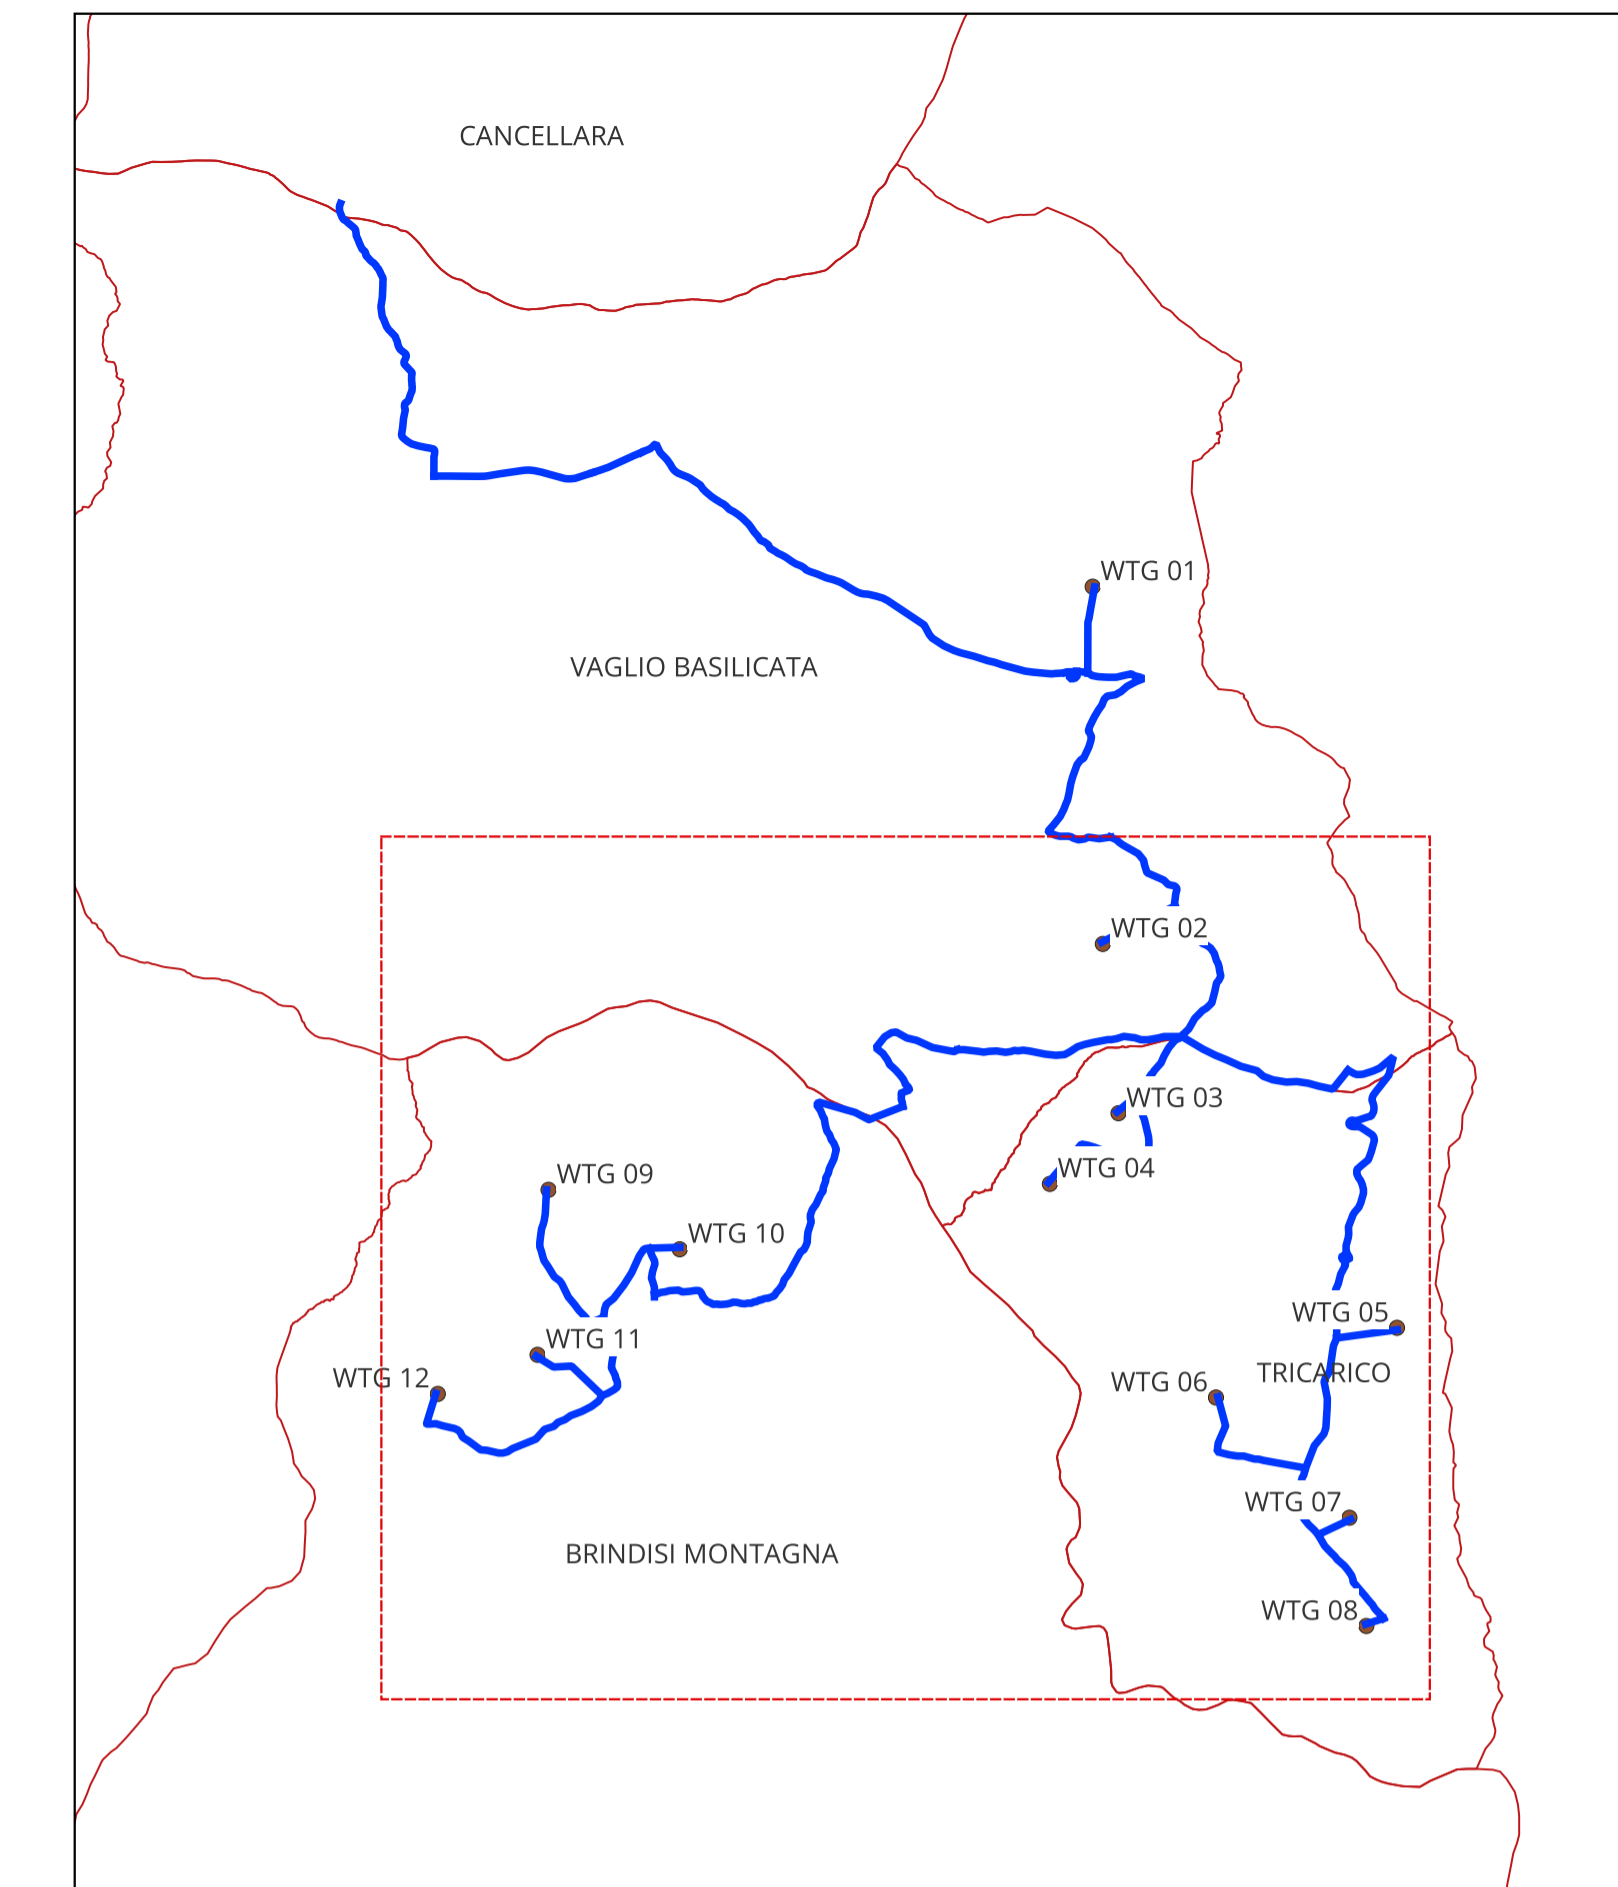 CANCELLARA
WTG 01
VAGLIO BASILICATA
WTG 02
WTG 03
WTG 04
WTG 09
WTG 10
WTG 05
WTG 11
TRICARICO
WTG 12
WTG 06
WTG 07
BRINDISI MONTAGNA
WTG 08